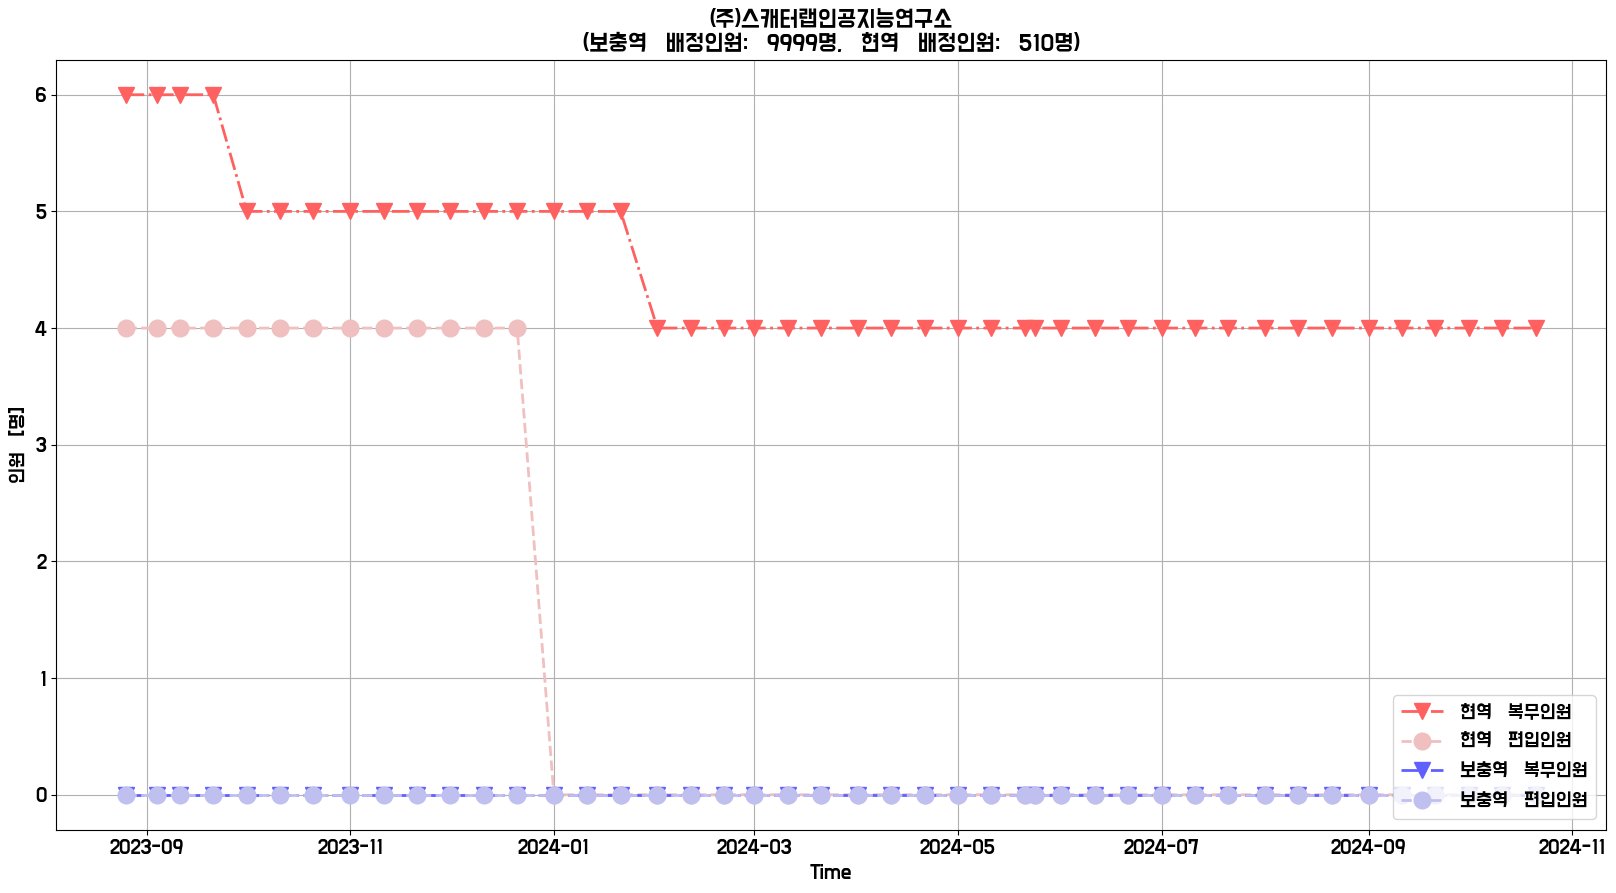 (주)스캐터랩인공지능연구소
(보충역 배정인원: 9999명, 현역 배정인원: 510명)
6
5
4
3
2
1
0
인원 [명]
2023-09 2023-11 2024-01 2024-03 2024-05 2024-07 2024-09 2024-11
Time
현역 복무인원
현역 편입인원
보충역 복무인원
보충역 편입인원